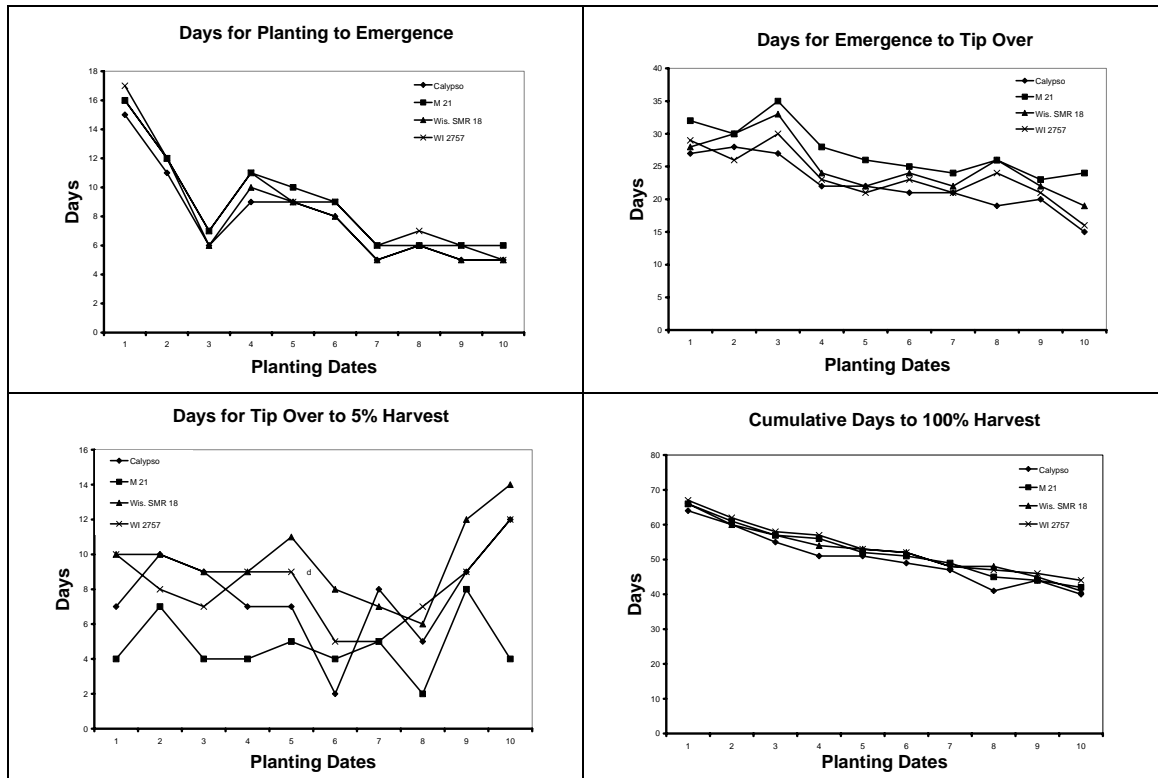 Days for Planting to Emergence
18
16
14
12
10
8
6
4
2
0
Days
Calypso
M 21
Wis. SMR 18
WI 2757
1 2 3 4 5 6 7 8 9 10
Planting Dates
Days for Emergence to Tip Over
40
35
30
25
20
15
10
5
0
Days
Calypso
M 21
Wis. SMR 18
WI 2757
1 2 3 4 5 6 7 8 9 10
Planting Dates
Days for Tip Over to 5% Harvest
16
14
12
10
8
6
4
2
0
Days
Calypso
M 21
Wis. SMR 18
WI 2757
d
1 2 3 4 5 6 7 8 9 10
Planting Dates
Cumulative Days to 100% Harvest
80
70
60
50
40
30
20
10
0
Days
Calypso
M 21
Wis. SMR 18
WI 2757
1 2 3 4 5 6 7 8 9 10
Planting Dates